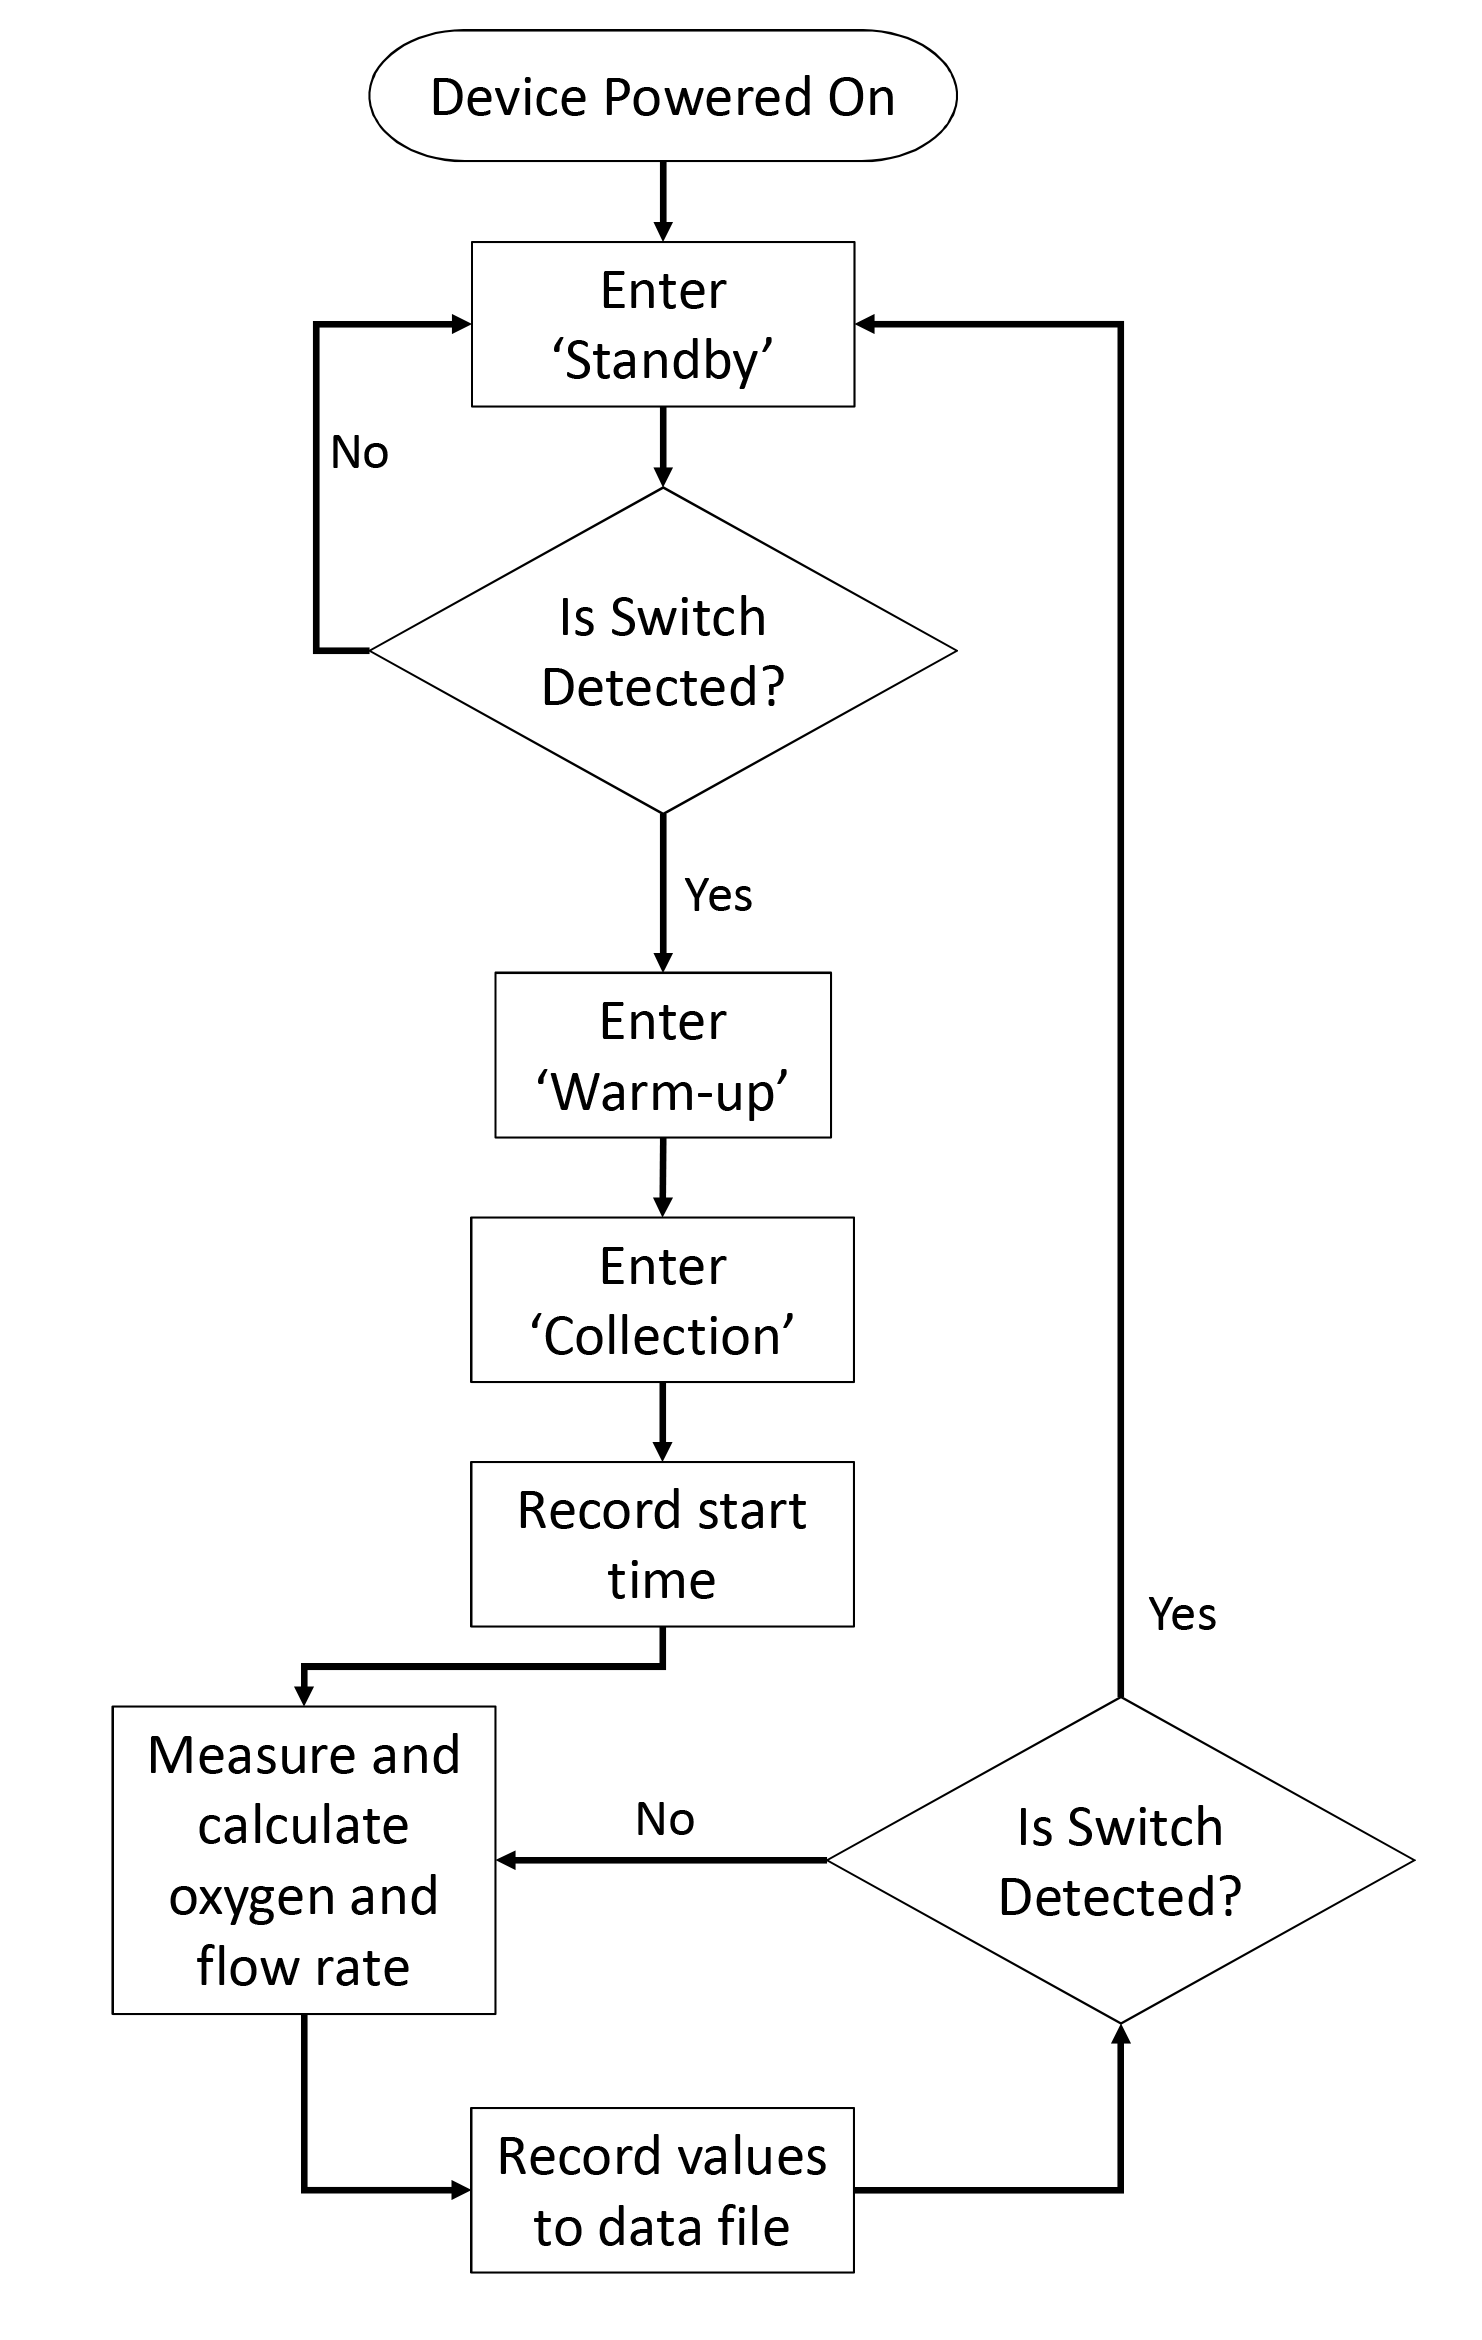 Device Powered On
Enter
‘Standby’
No
Is Switch
Detected?
Yes
Enter
‘Warm-up’
Enter
‘Collection’
Record start
time
Yes
Measure and
calculate
oxygen and
flow rate
No
Is Switch
Detected?
Record values
to data file